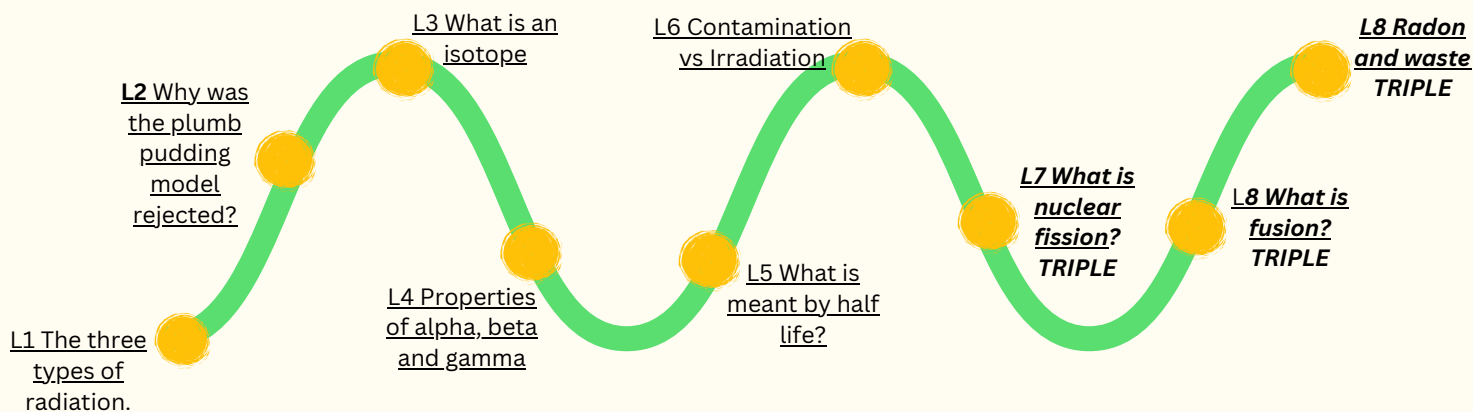 L1 The three
types of
radiation.
L2 Why was
the plumb
pudding
model
rejected?
L3 What is an
isotope
L4 Properties
of alpha, beta
and gamma
L5 What is
meant by half
life?
L6 Contamination
vs Irradiation
L7 What is
nuclear
fission?
TRIPLE
L8 What is
fusion?
TRIPLE
L8 Radon
and waste
TRIPLE